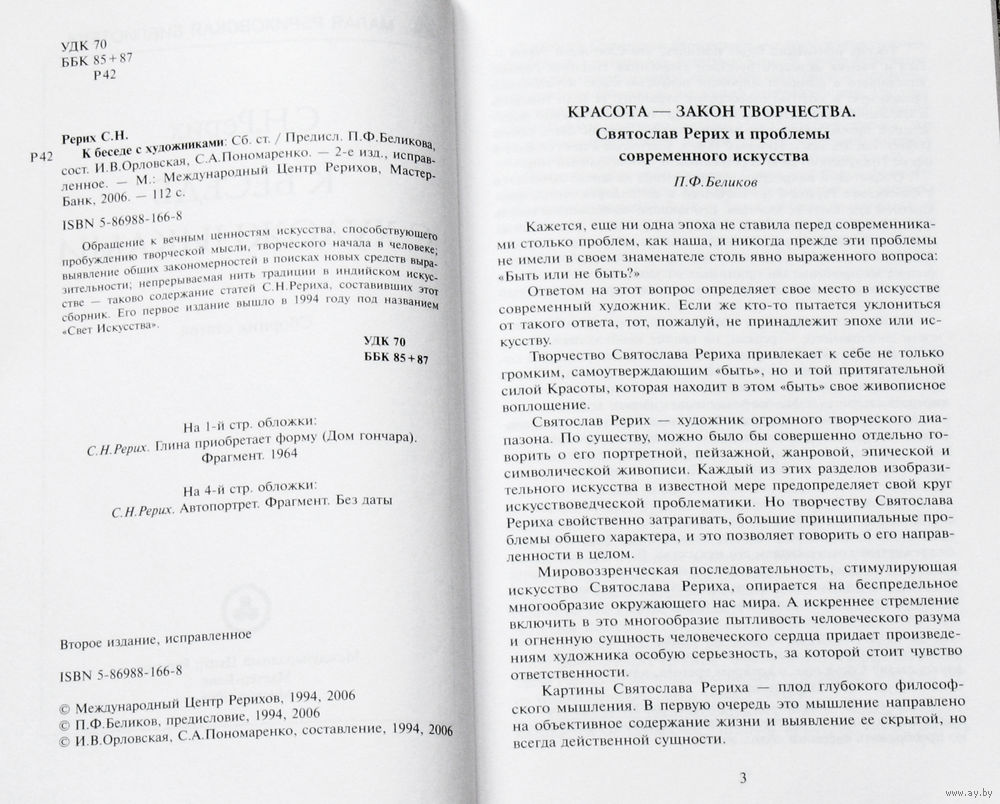 УДК 70
ББК 85+87
Р42
Рерих С.Н.
Р42 К беседе с художниками: Сб. ст. / Предисл. П.Ф.Беликова,
сост. И.В.Орловская, С.А.Пономаренко. — 2-е изд., исправ-
ленное. — М.: Международный Центр Рерихов, Мастер-
Банк, 2006. — 112 с.
ISBN 5-86988-166-8
Обращение к вечным ценностям искусства, способствующего
пробуждению творческой мысли, творческого начала в человеке;
выявление общих закономерностей в поисках новых средств выра-
зительности; непрерываемая нить традиции в индийском искус-
стве — таково содержание статей С.Н.Рериха, составивших этот
сборник. Его первое издание вышло в 1994 году под названием
«Свет Искусства».
УДК 70
ББК 85+87
На 1-й стр. обложки:
С.Н.Рерих. Глина приобретает форму (Дом гончара).
Фрагмент. 1964
На 4-й стр. обложки:
С.Н.Рерих. Автопортрет. Фрагмент. Без даты
Второе издание, исправленное
ISBN 5-86988-166-8
© Международный Центр Рерихов, 1994, 2006
© П.Ф.Беликов, предисловие, 1994, 2006
© И.В.Орловская, С.А.Пономаренко, составление, 1994, 2006
КРАСОТА — ЗАКОН ТВОРЧЕСТВА.
Святослав Рерих и проблемы
современного искусства
П.Ф.Беликов
Кажется, еще ни одна эпоха не ставила перед современника-
ми столько проблем, как наша, и никогда прежде эти проблемы
не имели в своем знаменателе столь явно выраженного вопроса:
«Быть или не быть?»
Ответом на этот вопрос определяет свое место в искусстве
современный художник. Если же кто-то пытается уклониться
от такого ответа, тот, пожалуй, не принадлежит эпохе или ис-
кусству.
Творчество Святослава Рериха привлекает к себе не только
громким, самоутверждающим «быть», но и той притягательной
силой Красоты, которая находит в этом «быть» свое живописное
воплощение.
Святослав Рерих — художник огромного творческого диа-
пазона. По существу, можно было бы совершенно отдельно го-
ворить о его портретной, пейзажной, жанровой, эпической и
символической живописи. Каждый из этих разделов изобрази-
тельного искусства в известной мере предопределяет свой круг
искусствоведческой проблематики. Но творчеству Святослава
Рериха свойственно затрагивать, большие принципиальные про-
блемы общего характера, и это позволяет говорить о его направ-
ленности в целом.
Мировоззренческая последовательность, стимулирующая
искусство Святослава Рериха, опирается на беспредельное
многообразие окружающего нас мира. А искреннее стремление
включить в это многообразие пытливость человеческого разума
и огненную сущность человеческого сердца придает произведе-
ниям художника особую серьезность, за которой стоит чувство
ответственности.
Картины Святослава Рериха — плод глубокого философ-
ского мышления. В первую очередь это мышление направлено
на объективное содержание жизни и выявление ее скрытой, но
всегда действенной сущности.
3
www.ay.by